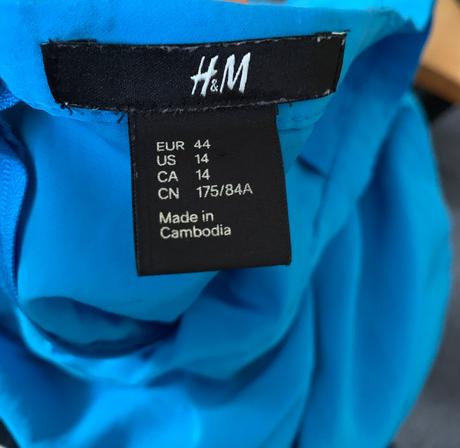 H&M
EUR 44
US 14
CA 14
CN 175/84A
Made in
Cambodia